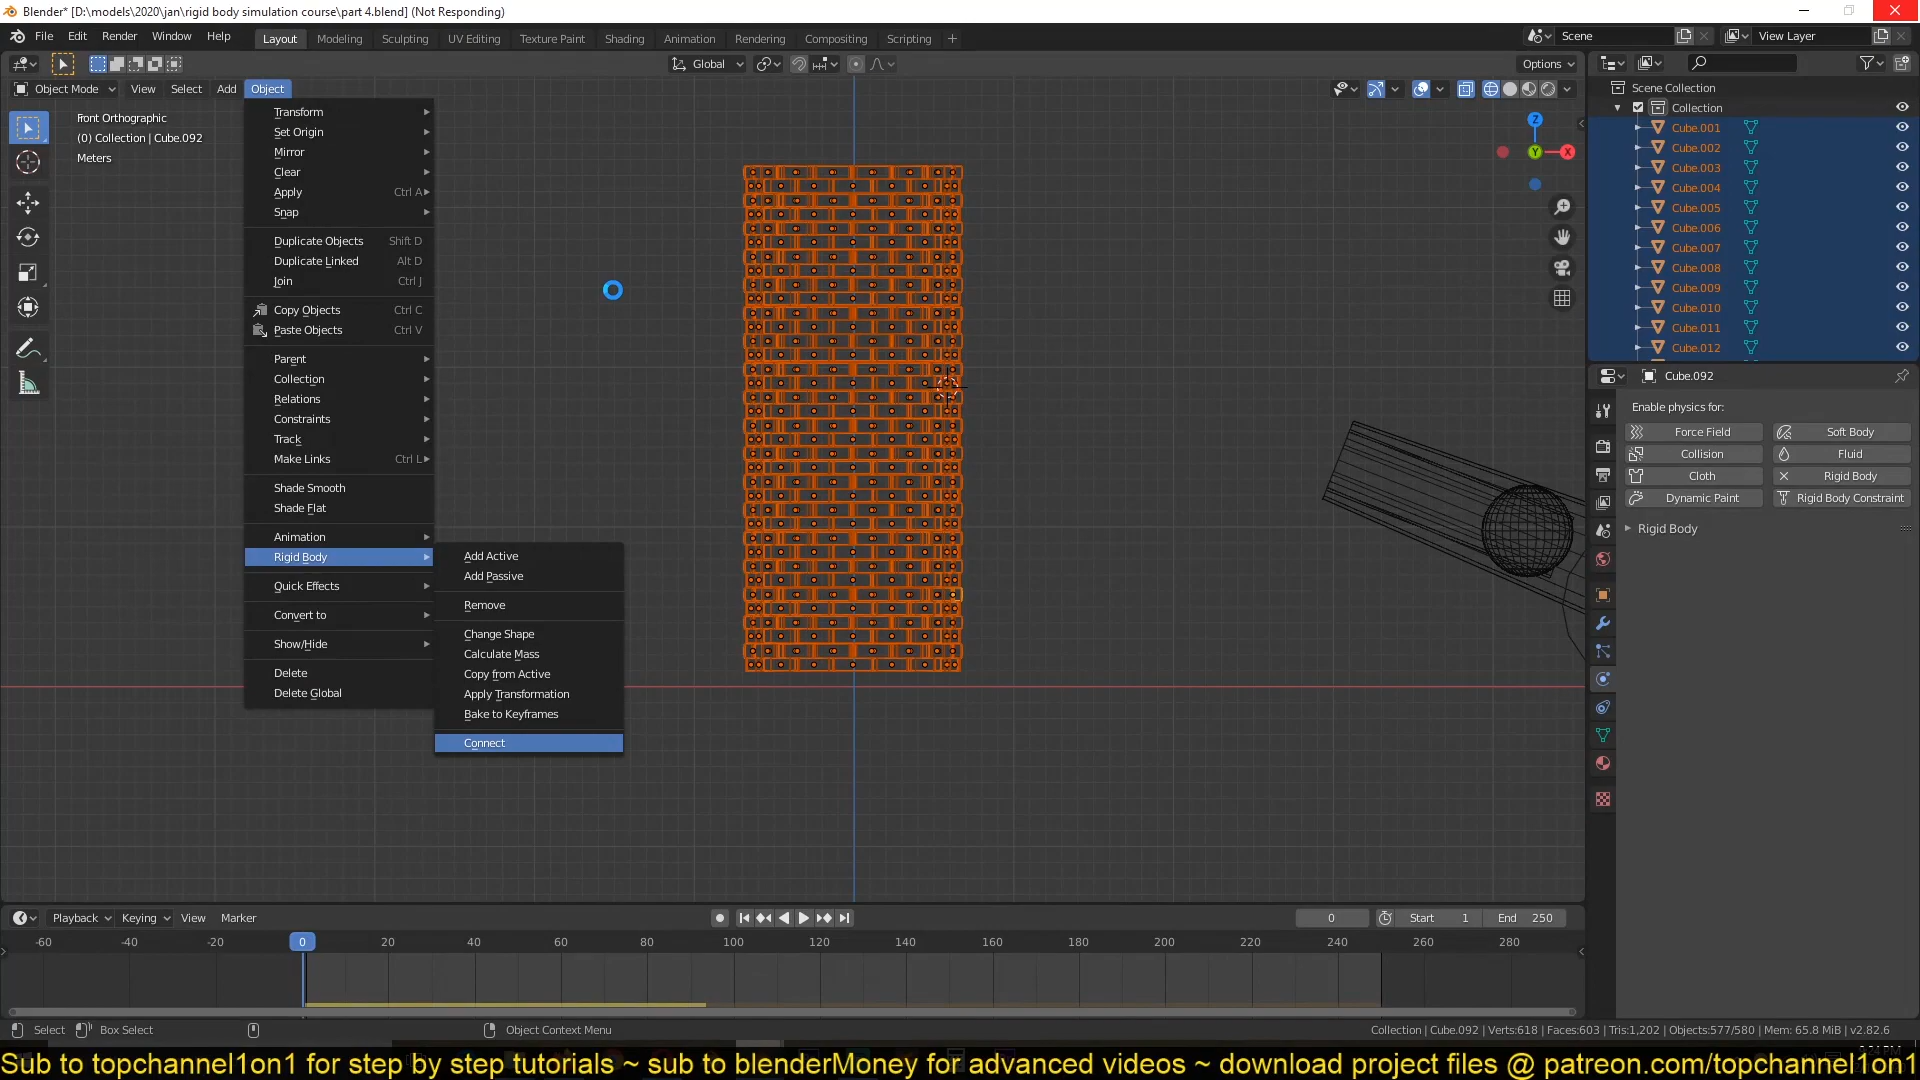 Blender* [D:\models\2020\jan\rigid body simulation course\part 4.blend] (Not Responding)
File Edit Render Window Help Layout Modeling Sculpting UV Editing Texture Paint Shading Animation Rendering Compositing Scripting + Scene View Layer
Global Options
Object Mode View Select Add Object
Front Orthographic
(0) Collection | Cube.092
Meters
Transform
Set Origin
Mirror
Clear
Apply Ctrl A
Snap
Duplicate Objects Shift D
Duplicate Linked Alt D
Join Ctrl J
Copy Objects Ctrl C
Paste Objects Ctrl V
Parent
Collection
Relations
Constraints
Track
Make Links Ctrl L
Shade Smooth
Shade Flat
Animation
Rigid Body
Quick Effects
Convert to
Show/Hide
Delete
Delete Global
Add Active
Add Passive
Remove
Change Shape
Calculate Mass
Copy from Active
Apply Transformation
Bake to Keyframes
Connect
Z
Y
X
Scene Collection
Collection
Cube.001
Cube.002
Cube.003
Cube.004
Cube.005
Cube.006
Cube.007
Cube.008
Cube.009
Cube.010
Cube.011
Cube.012
Cube.092
Enable physics for:
Force Field Soft Body
Collision Fluid
Cloth Rigid Body
Dynamic Paint Rigid Body Constraint
Rigid Body
Playback Keying View Marker 0 Start 1 End 250
-60 -40 -20 0 20 40 60 80 100 120 140 160 180 200 220 240 260 280
Select Box Select Object Context Menu Collection | Cube.092 | Verts:618 | Faces:603 | Tris:1,202 | Objects:577/580 | Mem: 65.8 MiB | v2.82.6
Sub to topchannel1on1 for step by step tutorials ~ sub to blenderMoney for advanced videos ~ download project files @ patreon.com/topchannel1on1